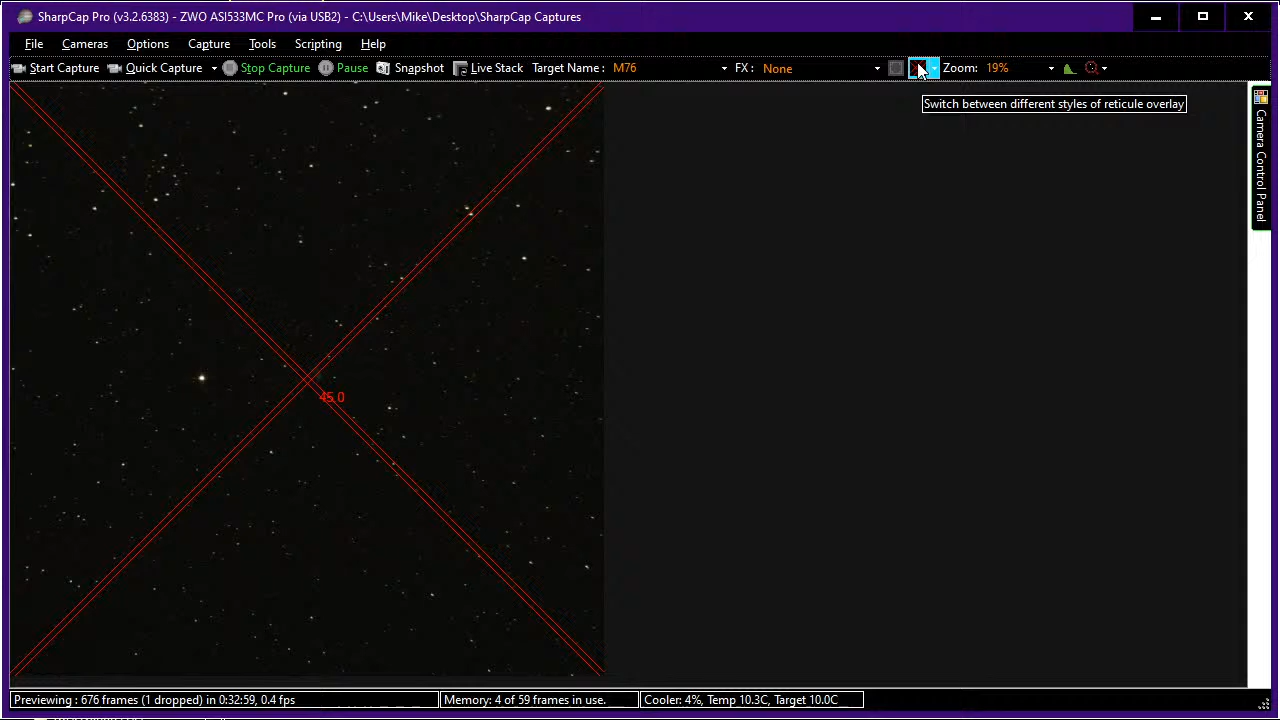 SharpCap Pro (v3.2.6383) - ZWO ASI533MC Pro (via USB2) - C:\Users\Mike\Desktop\SharpCap Captures
File Cameras Options Capture Tools Scripting Help
Start Capture Quick Capture Stop Capture Pause Snapshot Live Stack Target Name : M76 FX : None Zoom: 19%
Switch between different styles of reticule overlay
Camera Control Panel
45.0
Previewing : 676 frames (1 dropped) in 0:32:59, 0.4 fps Memory: 4 of 59 frames in use. Cooler: 4%, Temp 10.3C, Target 10.0C